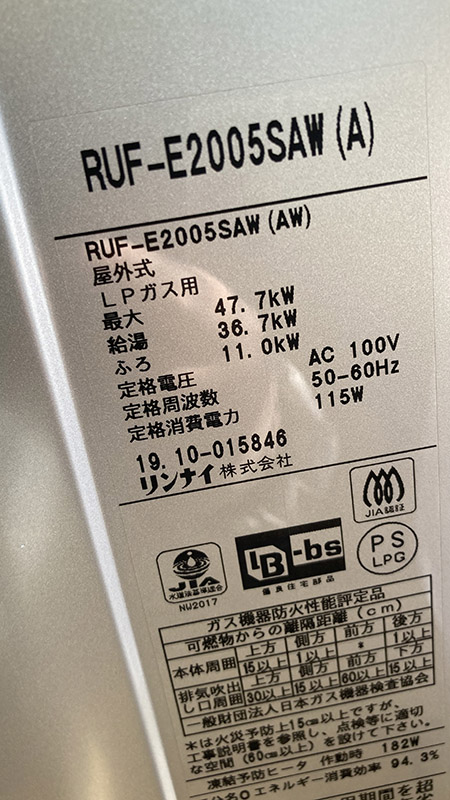 RUF-E2005SAW(A)
RUF-E2005SAW(AW)
屋外式
LPガス用
最大 47.7kW
給湯 36.7kW
ふろ 11.0kW
定格電圧 AC 100V
定格周波数 50-60Hz
定格消費電力 115W
19.10-015846
リンナイ株式会社
JIA認証
JIA
水道法基準適合
NW2017
BL-bs
優良住宅部品
PS
LPG
ガス機器防火性能評定品
可燃物からの離隔距離(cm)
本体周囲 上方 側方 前方 後方
15以上 1以上 * 1以上
排気吹出し口周囲 上方 側方 前方 下方
30以上 15以上 60以上 15以上
一般財団法人日本ガス機器検査協会
*は火災予防上15cm以上ですが、
工事説明書を参照し、点検等に適切
な空間(60cm以上)を設けて下さい。
凍結予防ヒータ 作動時 182W
エネルギー消費効率 94.3%